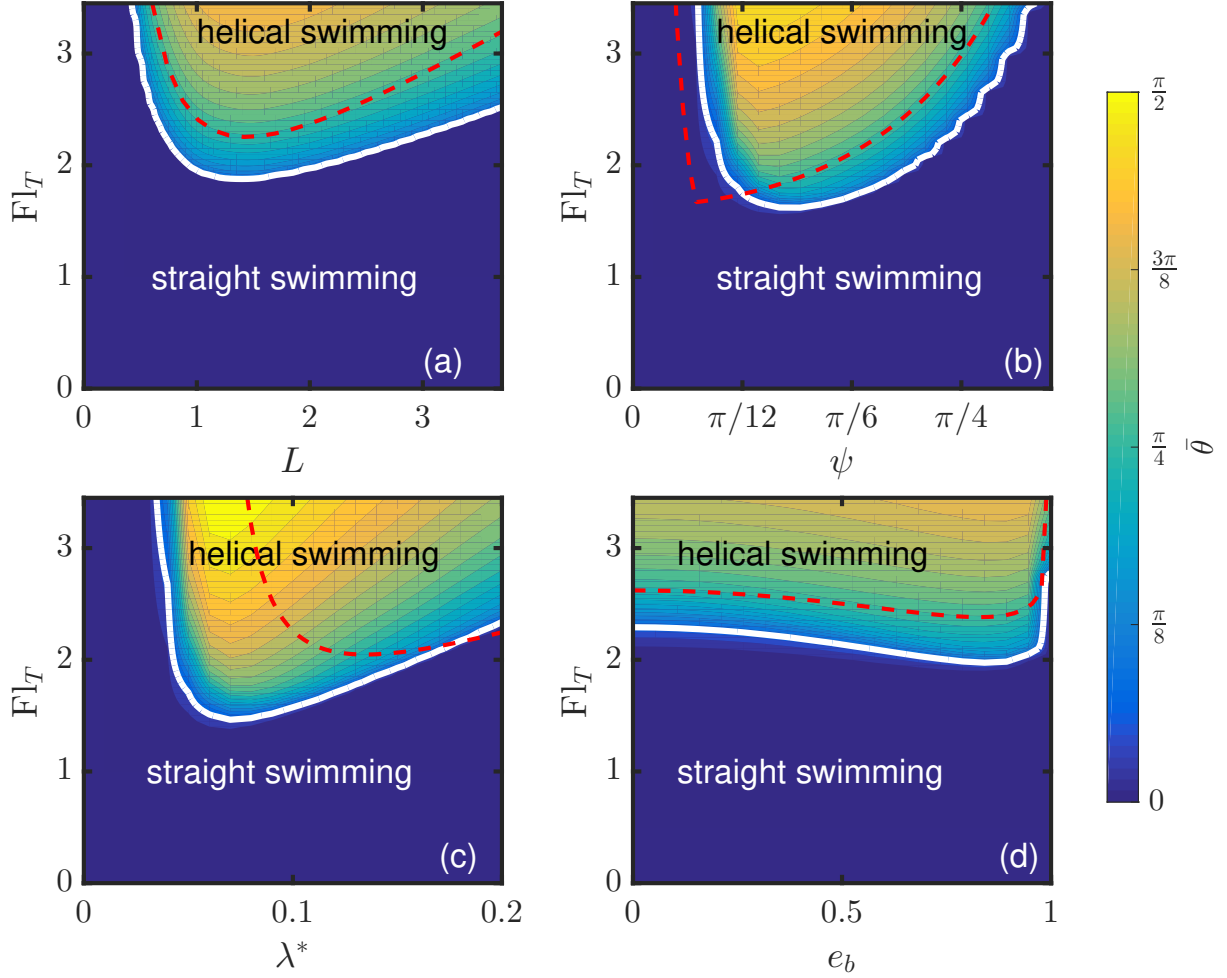 3
2
1
0
Fl_T
helical swimming
straight swimming
(a)
0 1 2 3
L
3
2
1
0
Fl_T
helical swimming
straight swimming
(b)
0 π/12 π/6 π/4
ψ
3
2
1
0
Fl_T
helical swimming
straight swimming
(c)
0 0.1 0.2
λ*
3
2
1
0
Fl_T
helical swimming
straight swimming
(d)
0 0.5 1
e_b
π/2
3π/8
π/4
π/8
0
θ̄